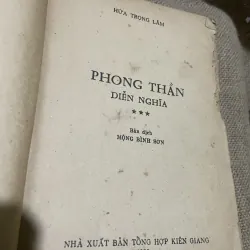 HỨA TRỌNG LÂM
PHONG THẦN
DIỄN NGHĨA
★★★
Bản dịch
MỘNG BÌNH SƠN
NHÀ XUẤT BẢN TỔNG HỢP KIÊN GIANG